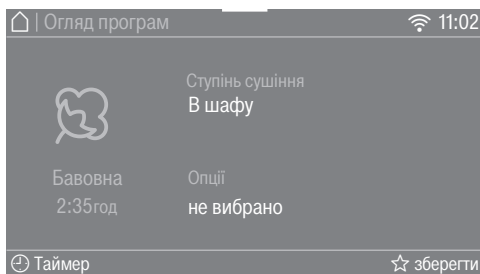 | Огляд програм 11:02
Ступінь сушіння
В шафу
Бавовна
2:35год
Опції
не вибрано
Таймер зберегти